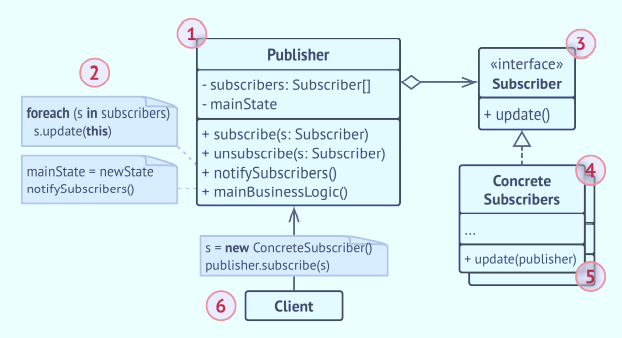 1
Publisher
- subscribers: Subscriber[]
- mainState
+ subscribe(s: Subscriber)
+ unsubscribe(s: Subscriber)
+ notifySubscribers()
+ mainBusinessLogic()
2
foreach (s in subscribers)
s.update(this)
mainState = newState
notifySubscribers()
3
«interface»
Subscriber
+ update()
4
Concrete
Subscribers
...
+ update(publisher)
5
s = new ConcreteSubscriber()
publisher.subscribe(s)
6
Client